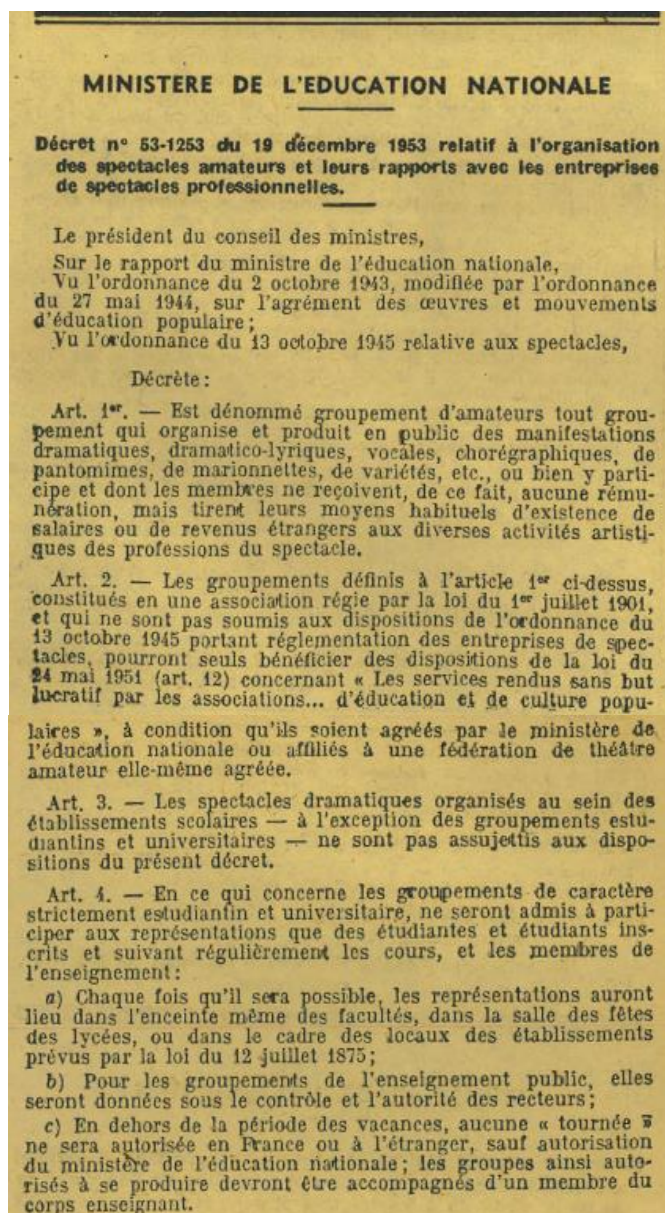 MINISTERE DE L'EDUCATION NATIONALE
Décret n° 53-1253 du 19 décembre 1953 relatif à l'organisation
des spectacles amateurs et leurs rapports avec les entreprises
de spectacles professionnelles.
Le président du conseil des ministres,
Sur le rapport du ministre de l'éducation nationale,
Vu l'ordonnance du 2 octobre 1943, modifiée par l'ordonnance
du 27 mai 1944, sur l'agrément des œuvres et mouvements
d'éducation populaire;
Vu l'ordonnance du 13 octobre 1945 relative aux spectacles,
Décrète:
Art. 1er. — Est dénommé groupement d'amateurs tout grou-
pement qui organise et produit en public des manifestations
dramatiques, dramatico-lyriques, vocales, chorégraphiques, de
pantomimes, de marionnettes, de variétés, etc., ou bien y parti-
cipe et dont les membres ne reçoivent, de ce fait, aucune rému-
nération, mais tirent leurs moyens habituels d'existence de
salaires ou de revenus étrangers aux diverses activités artisti-
ques des professions du spectacle.
Art. 2. — Les groupements définis à l'article 1er ci-dessus,
constitués en une association régie par la loi du 1er juillet 1901,
et qui ne sont pas soumis aux dispositions de l'ordonnance du
13 octobre 1945 portant réglementation des entreprises de spec-
tacles, pourront seuls bénéficier des dispositions de la loi du
24 mai 1951 (art. 12) concernant « Les services rendus sans but
lucratif par les associations... d'éducation et de culture popu-
laires », à condition qu'ils soient agréés par le ministère de
l'éducation nationale ou affiliés à une fédération de théâtre
amateur elle-même agréée.
Art. 3. — Les spectacles dramatiques organisés au sein des
établissements scolaires — à l'exception des groupements estu-
diantins et universitaires — ne sont pas assujettis aux dispo-
sitions du présent décret.
Art. 4. — En ce qui concerne les groupements de caractère
strictement estudiantin et universitaire, ne seront admis à parti-
ciper aux représentations que des étudiantes et étudiants ins-
crits et suivant régulièrement les cours, et les membres de
l'enseignement:
a) Chaque fois qu'il sera possible, les représentations auront
lieu dans l'enceinte même des facultés, dans la salle des fêtes
des lycées, ou dans le cadre des locaux des établissements
prévus par la loi du 12 juillet 1875;
b) Pour les groupements de l'enseignement public, elles
seront données sous le contrôle et l'autorité des recteurs;
c) En dehors de la période des vacances, aucune « tournée »
ne sera autorisée en France ou à l'étranger, sauf autorisation
du ministère de l'éducation nationale; les groupes ainsi auto-
risés à se produire devront être accompagnés d'un membre du
corps enseignant.